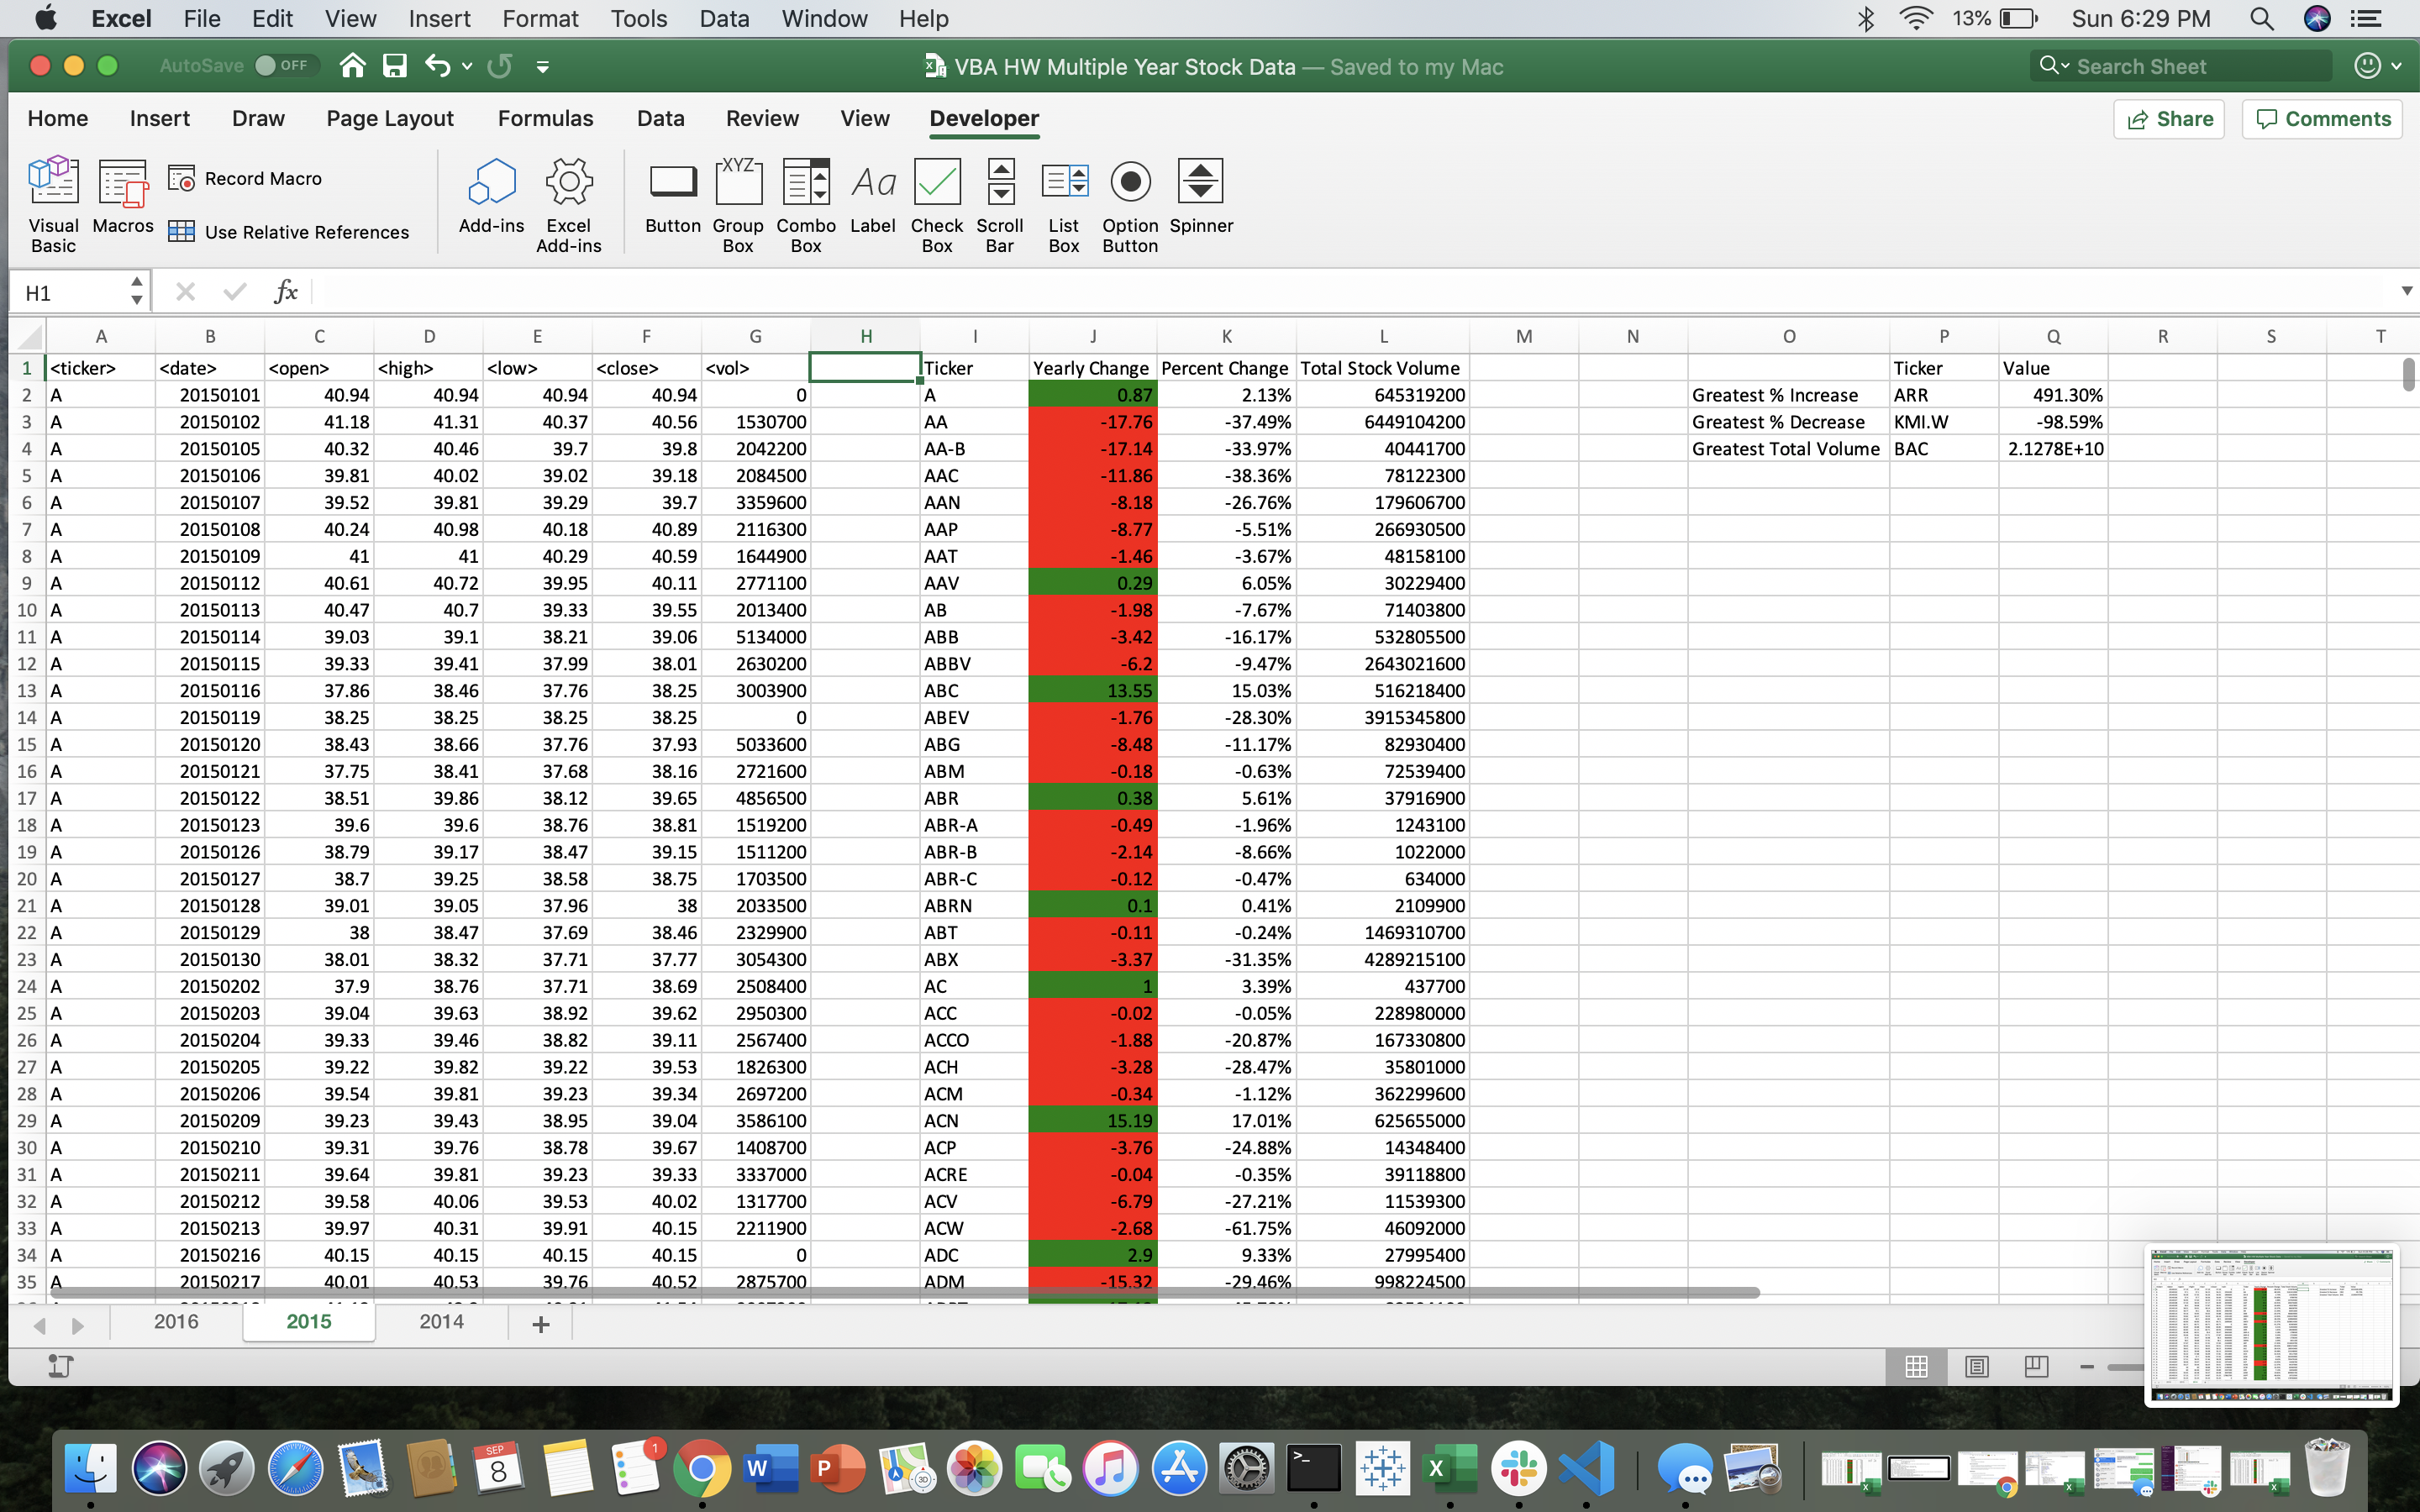 Excel File Edit View Insert Format Tools Data Window Help 13% Sun 6:29 PM
AutoSave OFF VBA HW Multiple Year Stock Data — Saved to my Mac Search Sheet
Home Insert Draw Page Layout Formulas Data Review View Developer Share Comments
Visual Basic Macros Record Macro Use Relative References Add-ins Excel Add-ins Button XYZ Group Box Combo Box Aa Label Check Box Scroll Bar List Box Option Button Spinner
H1 fx
A B C D E F G H I J K L M N O P Q R S T
1 <ticker> <date> <open> <high> <low> <close> <vol> Ticker Yearly Change Percent Change Total Stock Volume Ticker Value
2 A 20150101 40.94 40.94 40.94 40.94 0 A 0.87 2.13% 645319200 Greatest % Increase ARR 491.30%
3 A 20150102 41.18 41.31 40.37 40.56 1530700 AA -17.76 -37.49% 6449104200 Greatest % Decrease KMI.W -98.59%
4 A 20150105 40.32 40.46 39.7 39.8 2042200 AA-B -17.14 -33.97% 40441700 Greatest Total Volume BAC 2.1278E+10
5 A 20150106 39.81 40.02 39.02 39.18 2084500 AAC -11.86 -38.36% 78122300
6 A 20150107 39.52 39.81 39.29 39.7 3359600 AAN -8.18 -26.76% 179606700
7 A 20150108 40.24 40.98 40.18 40.89 2116300 AAP -8.77 -5.51% 266930500
8 A 20150109 41 41 40.29 40.59 1644900 AAT -1.46 -3.67% 48158100
9 A 20150112 40.61 40.72 39.95 40.11 2771100 AAV 0.29 6.05% 30229400
10 A 20150113 40.47 40.7 39.33 39.55 2013400 AB -1.98 -7.67% 71403800
11 A 20150114 39.03 39.1 38.21 39.06 5134000 ABB -3.42 -16.17% 532805500
12 A 20150115 39.33 39.41 37.99 38.01 2630200 ABBV -6.2 -9.47% 2643021600
13 A 20150116 37.86 38.46 37.76 38.25 3003900 ABC 13.55 15.03% 516218400
14 A 20150119 38.25 38.25 38.25 38.25 0 ABEV -1.76 -28.30% 3915345800
15 A 20150120 38.43 38.66 37.76 37.93 5033600 ABG -8.48 -11.17% 82930400
16 A 20150121 37.75 38.41 37.68 38.16 2721600 ABM -0.18 -0.63% 72539400
17 A 20150122 38.51 39.86 38.12 39.65 4856500 ABR 0.38 5.61% 37916900
18 A 20150123 39.6 39.6 38.76 38.81 1519200 ABR-A -0.49 -1.96% 1243100
19 A 20150126 38.79 39.17 38.47 39.15 1511200 ABR-B -2.14 -8.66% 1022000
20 A 20150127 38.7 39.25 38.58 38.75 1703500 ABR-C -0.12 -0.47% 634000
21 A 20150128 39.01 39.05 37.96 38 2033500 ABRN 0.1 0.41% 2109900
22 A 20150129 38 38.47 37.69 38.46 2329900 ABT -0.11 -0.24% 1469310700
23 A 20150130 38.01 38.32 37.71 37.77 3054300 ABX -3.37 -31.35% 4289215100
24 A 20150202 37.9 38.76 37.71 38.69 2508400 AC 1 3.39% 437700
25 A 20150203 39.04 39.63 38.92 39.62 2950300 ACC -0.02 -0.05% 228980000
26 A 20150204 39.33 39.46 38.82 39.11 2567400 ACCO -1.88 -20.87% 167330800
27 A 20150205 39.22 39.82 39.22 39.53 1826300 ACH -3.28 -28.47% 35801000
28 A 20150206 39.54 39.81 39.23 39.34 2697200 ACM -0.34 -1.12% 362299600
29 A 20150209 39.23 39.43 38.95 39.04 3586100 ACN 15.19 17.01% 625655000
30 A 20150210 39.31 39.76 38.78 39.67 1408700 ACP -3.76 -24.88% 14348400
31 A 20150211 39.64 39.81 39.23 39.33 3337000 ACRE -0.04 -0.35% 39118800
32 A 20150212 39.58 40.06 39.53 40.02 1317700 ACV -6.79 -27.21% 11539300
33 A 20150213 39.97 40.31 39.91 40.15 2211900 ACW -2.68 -61.75% 46092000
34 A 20150216 40.15 40.15 40.15 40.15 0 ADC 2.9 9.33% 27995400
35 A 20150217 40.01 40.53 39.76 40.52 2875700 ADM -15.32 -29.46% 998224500
2016 2015 2014 +
SEP 8 1 W P 3D >_ X